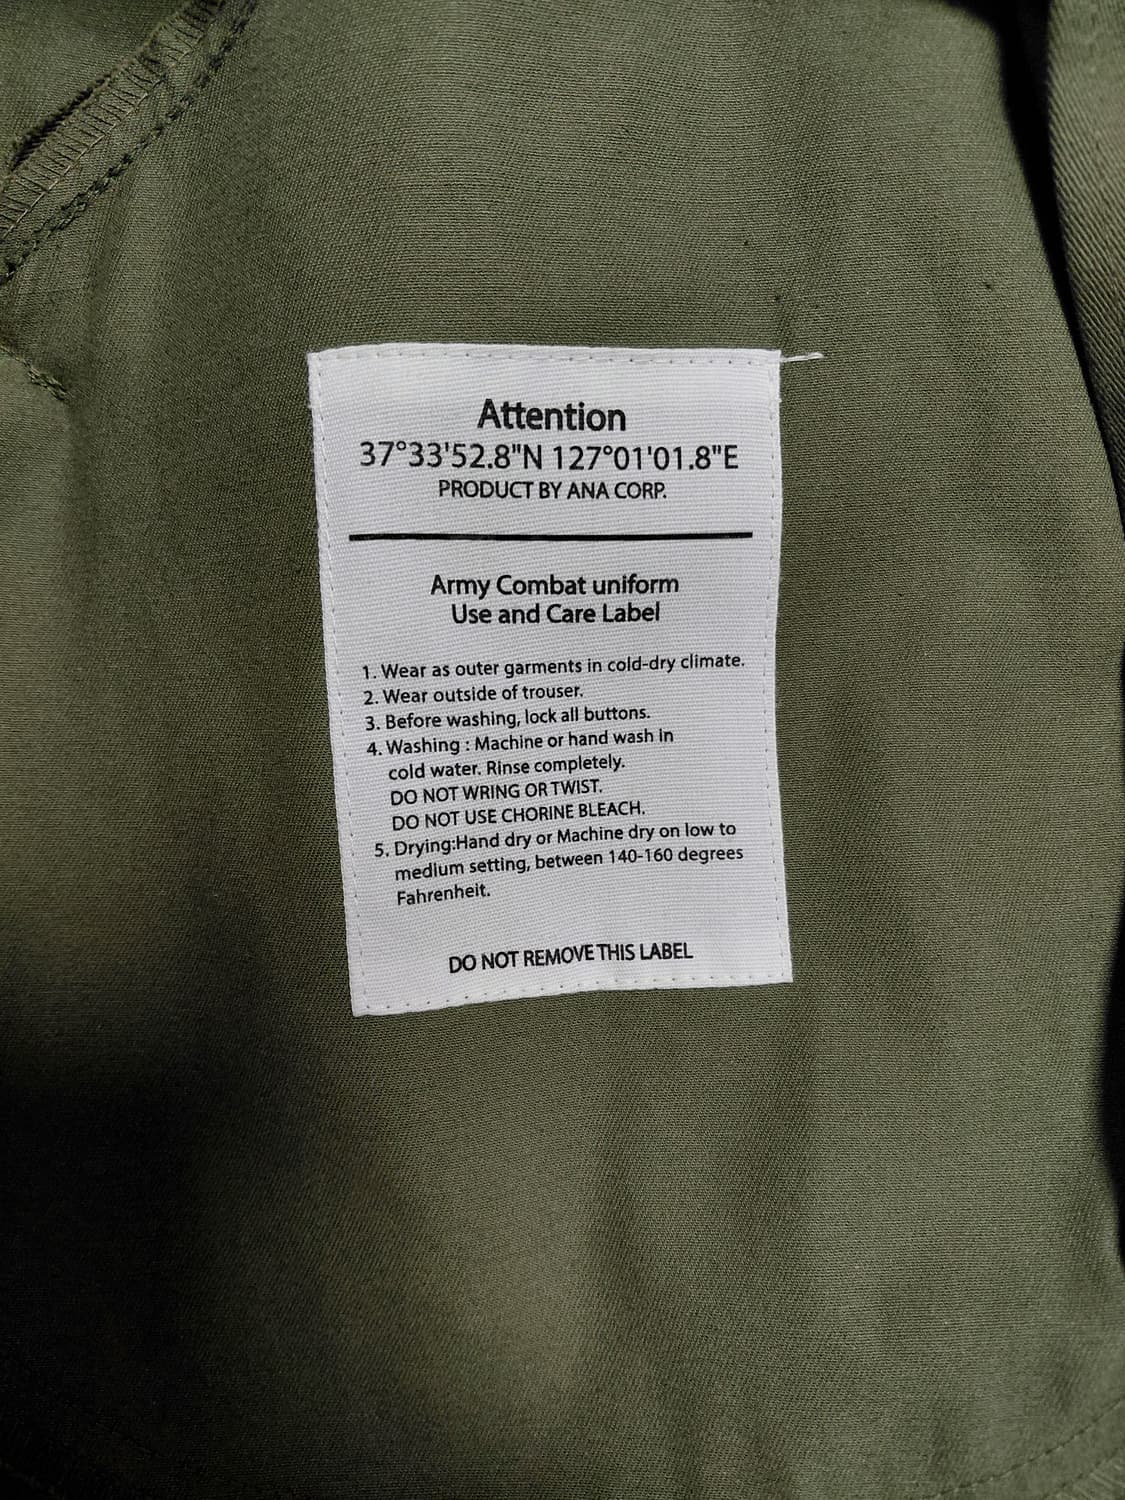 Attention
37°33'52.8"N 127°01'01.8"E
PRODUCT BY ANA CORP.
Army Combat uniform
Use and Care Label
1. Wear as outer garments in cold-dry climate.
2. Wear outside of trouser.
3. Before washing, lock all buttons.
4. Washing : Machine or hand wash in
cold water. Rinse completely.
DO NOT WRING OR TWIST.
DO NOT USE CHORINE BLEACH.
5. Drying:Hand dry or Machine dry on low to
medlum setting, between 140-160 degrees
Fahrenheit.
DO NOT REMOVE THIS LABEL